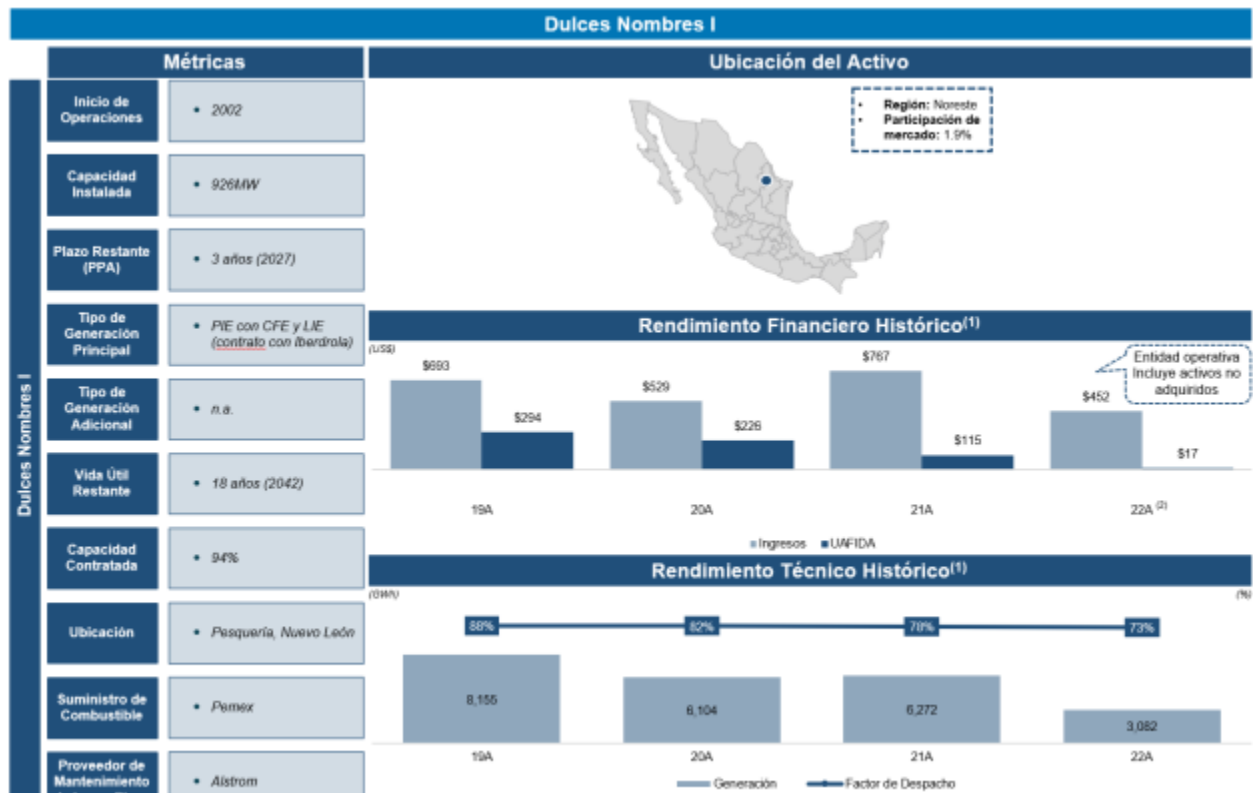 Dulces Nombres I
Métricas
Dulces Nombres I
Inicio de
Operaciones
• 2002
Capacidad
Instalada
• 926MW
Plazo Restante
(PPA)
• 3 años (2027)
Tipo de
Generación
Principal
• PIE con CFE y LIE
(contrato con Iberdrola)
Tipo de
Generación
Adicional
• n.a.
Vida Útil
Restante
• 18 años (2042)
Capacidad
Contratada
• 94%
Ubicación
• Pesquería, Nuevo León
Suministro de
Combustible
• Pemex
Proveedor de
Mantenimiento
• Alstrom
Ubicación del Activo
• Región: Noreste
• Participación de
mercado: 1.9%
Rendimiento Financiero Histórico(1)
(US$)
$693
$294
$529
$226
$767
$115
$452
$17
Entidad operativa
Incluye activos no
adquiridos
19A
20A
21A
22A (2)
Ingresos
UAFIDA
Rendimiento Técnico Histórico(1)
(GWh)
(%)
88%
82%
78%
73%
8,155
6,104
6,272
3,082
19A
20A
21A
22A
Generación
Factor de Despacho